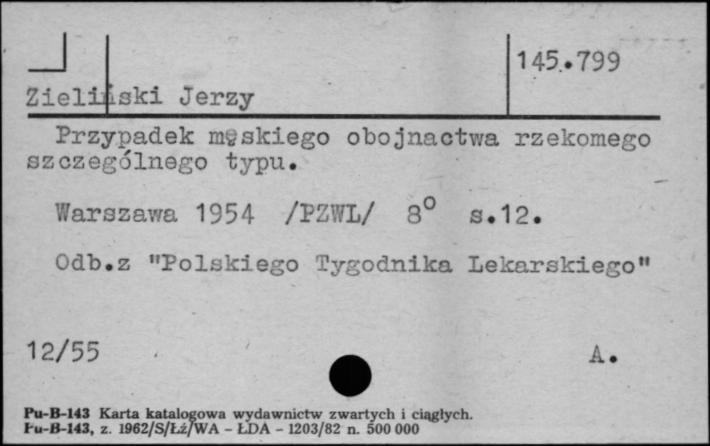 145.799
Zieliński Jerzy
Przypadek męskiego obojnactwa rzekomego
szczególnego typu.
Warszawa 1954 /PZWL/ 8° s.12.
Odb.z "Polskiego Tygodnika Lekarskiego"
12/55 A.
Pu-B-143 Karta katalogowa wydawnictw zwartych i ciągłych.
Pu-B-143, z. 1962/S/Łź/WA - ŁDA - 1203/82 n. 500 000